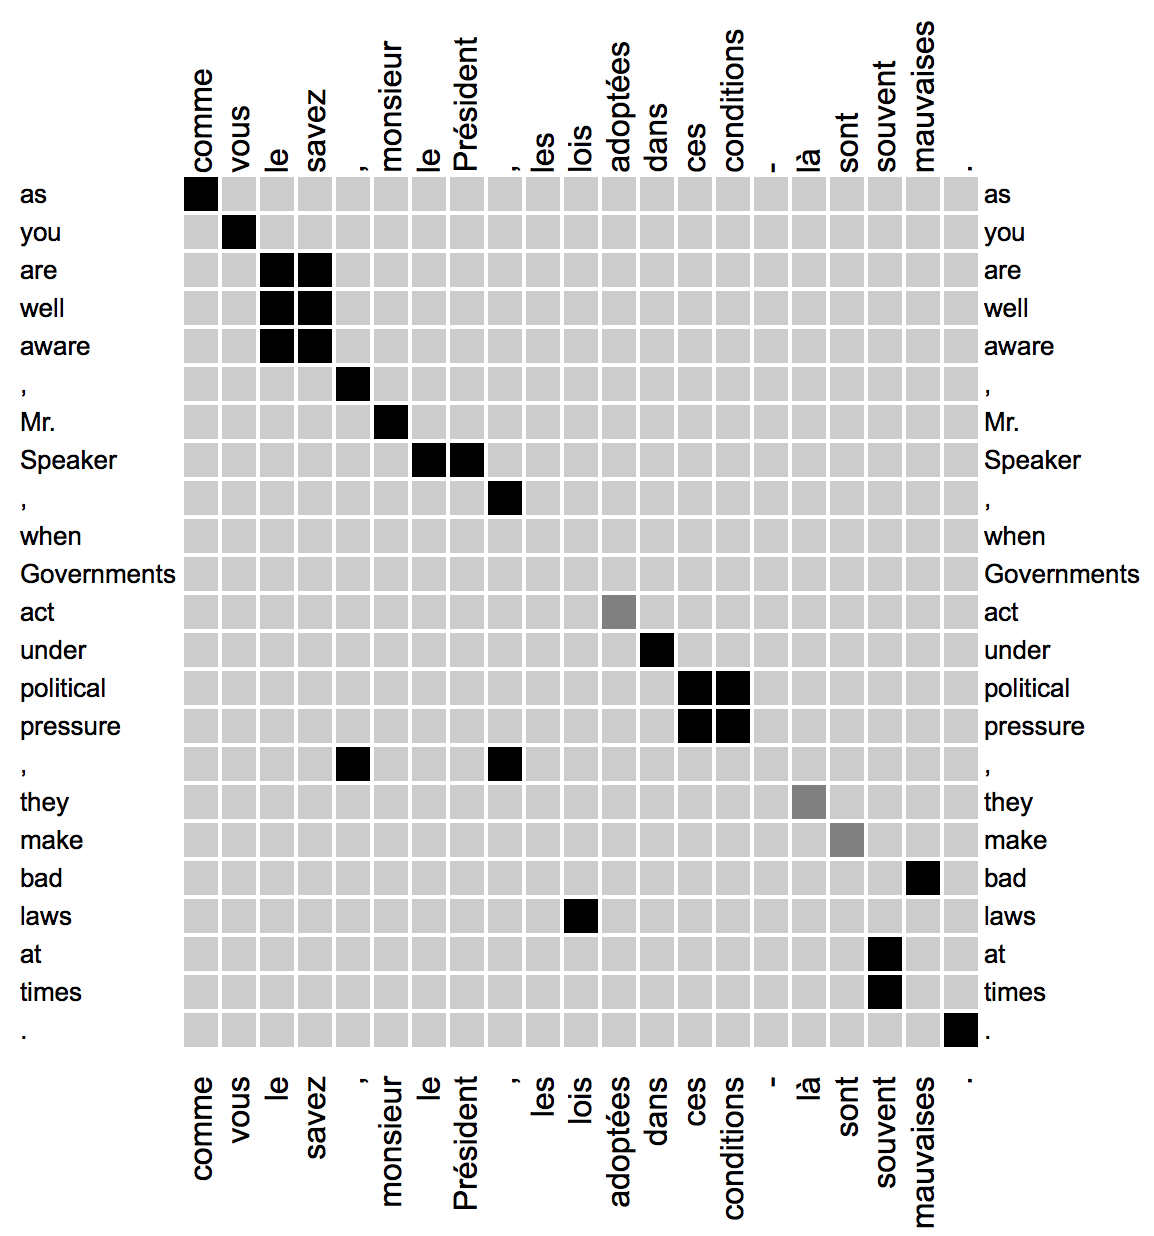 comme vous le savez , monsieur le Président , les lois adoptées dans ces conditions - là sont souvent mauvaises .
as as
you you
are are
well well
aware aware
, ,
Mr. Mr.
Speaker Speaker
, ,
when when
Governments Governments
act act
under under
political political
pressure pressure
, ,
they they
make make
bad bad
laws laws
at at
times times
. .
comme vous le savez , monsieur le Président , les lois adoptées dans ces conditions - là sont souvent mauvaises .